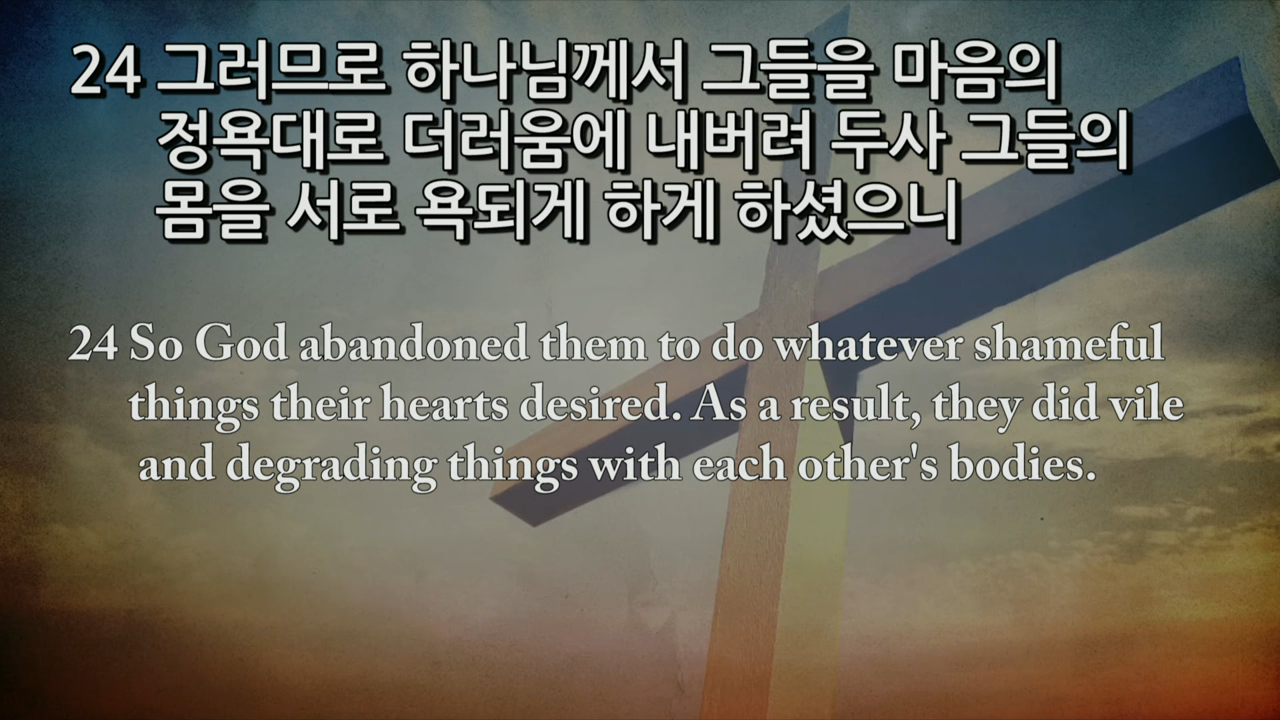 24 그러므로 하나님께서 그들을 마음의
정욕대로 더러움에 내버려 두사 그들의
몸을 서로 욕되게 하게 하셨으니
24 So God abandoned them to do whatever shameful
things their hearts desired. As a result, they did vile
and degrading things with each other's bodies.